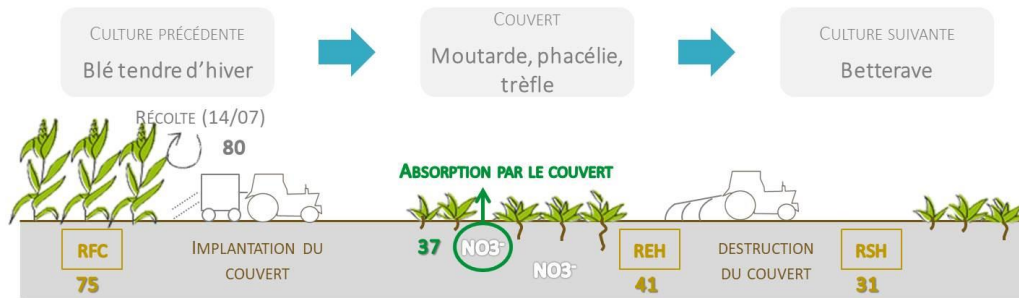 CULTURE PRÉCÉDENTE
Blé tendre d'hiver
COUVERT
Moutarde, phacélie,
trèfle
CULTURE SUIVANTE
Betterave
RÉCOLTE (14/07)
80
ABSORPTION PAR LE COUVERT
RFC
75
IMPLANTATION DU
COUVERT
37
NO3-
NO3-
REH
41
DESTRUCTION
DU COUVERT
RSH
31